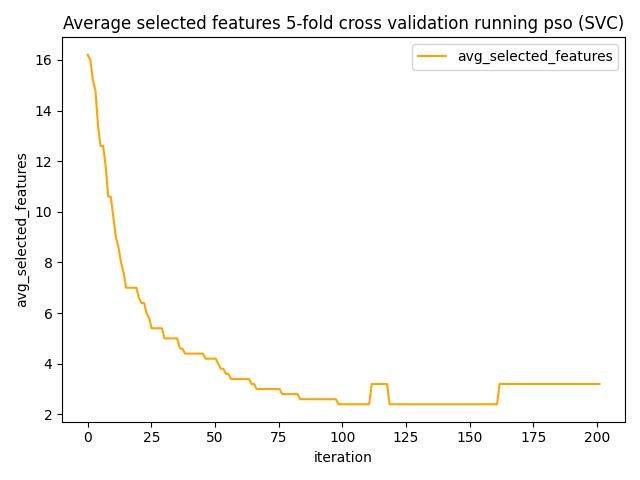 Average selected features 5-fold cross validation running pso (SVC)
avg_selected_features
16
14
12
10
8
6
4
2
avg_selected_features
0 25 50 75 100 125 150 175 200
iteration